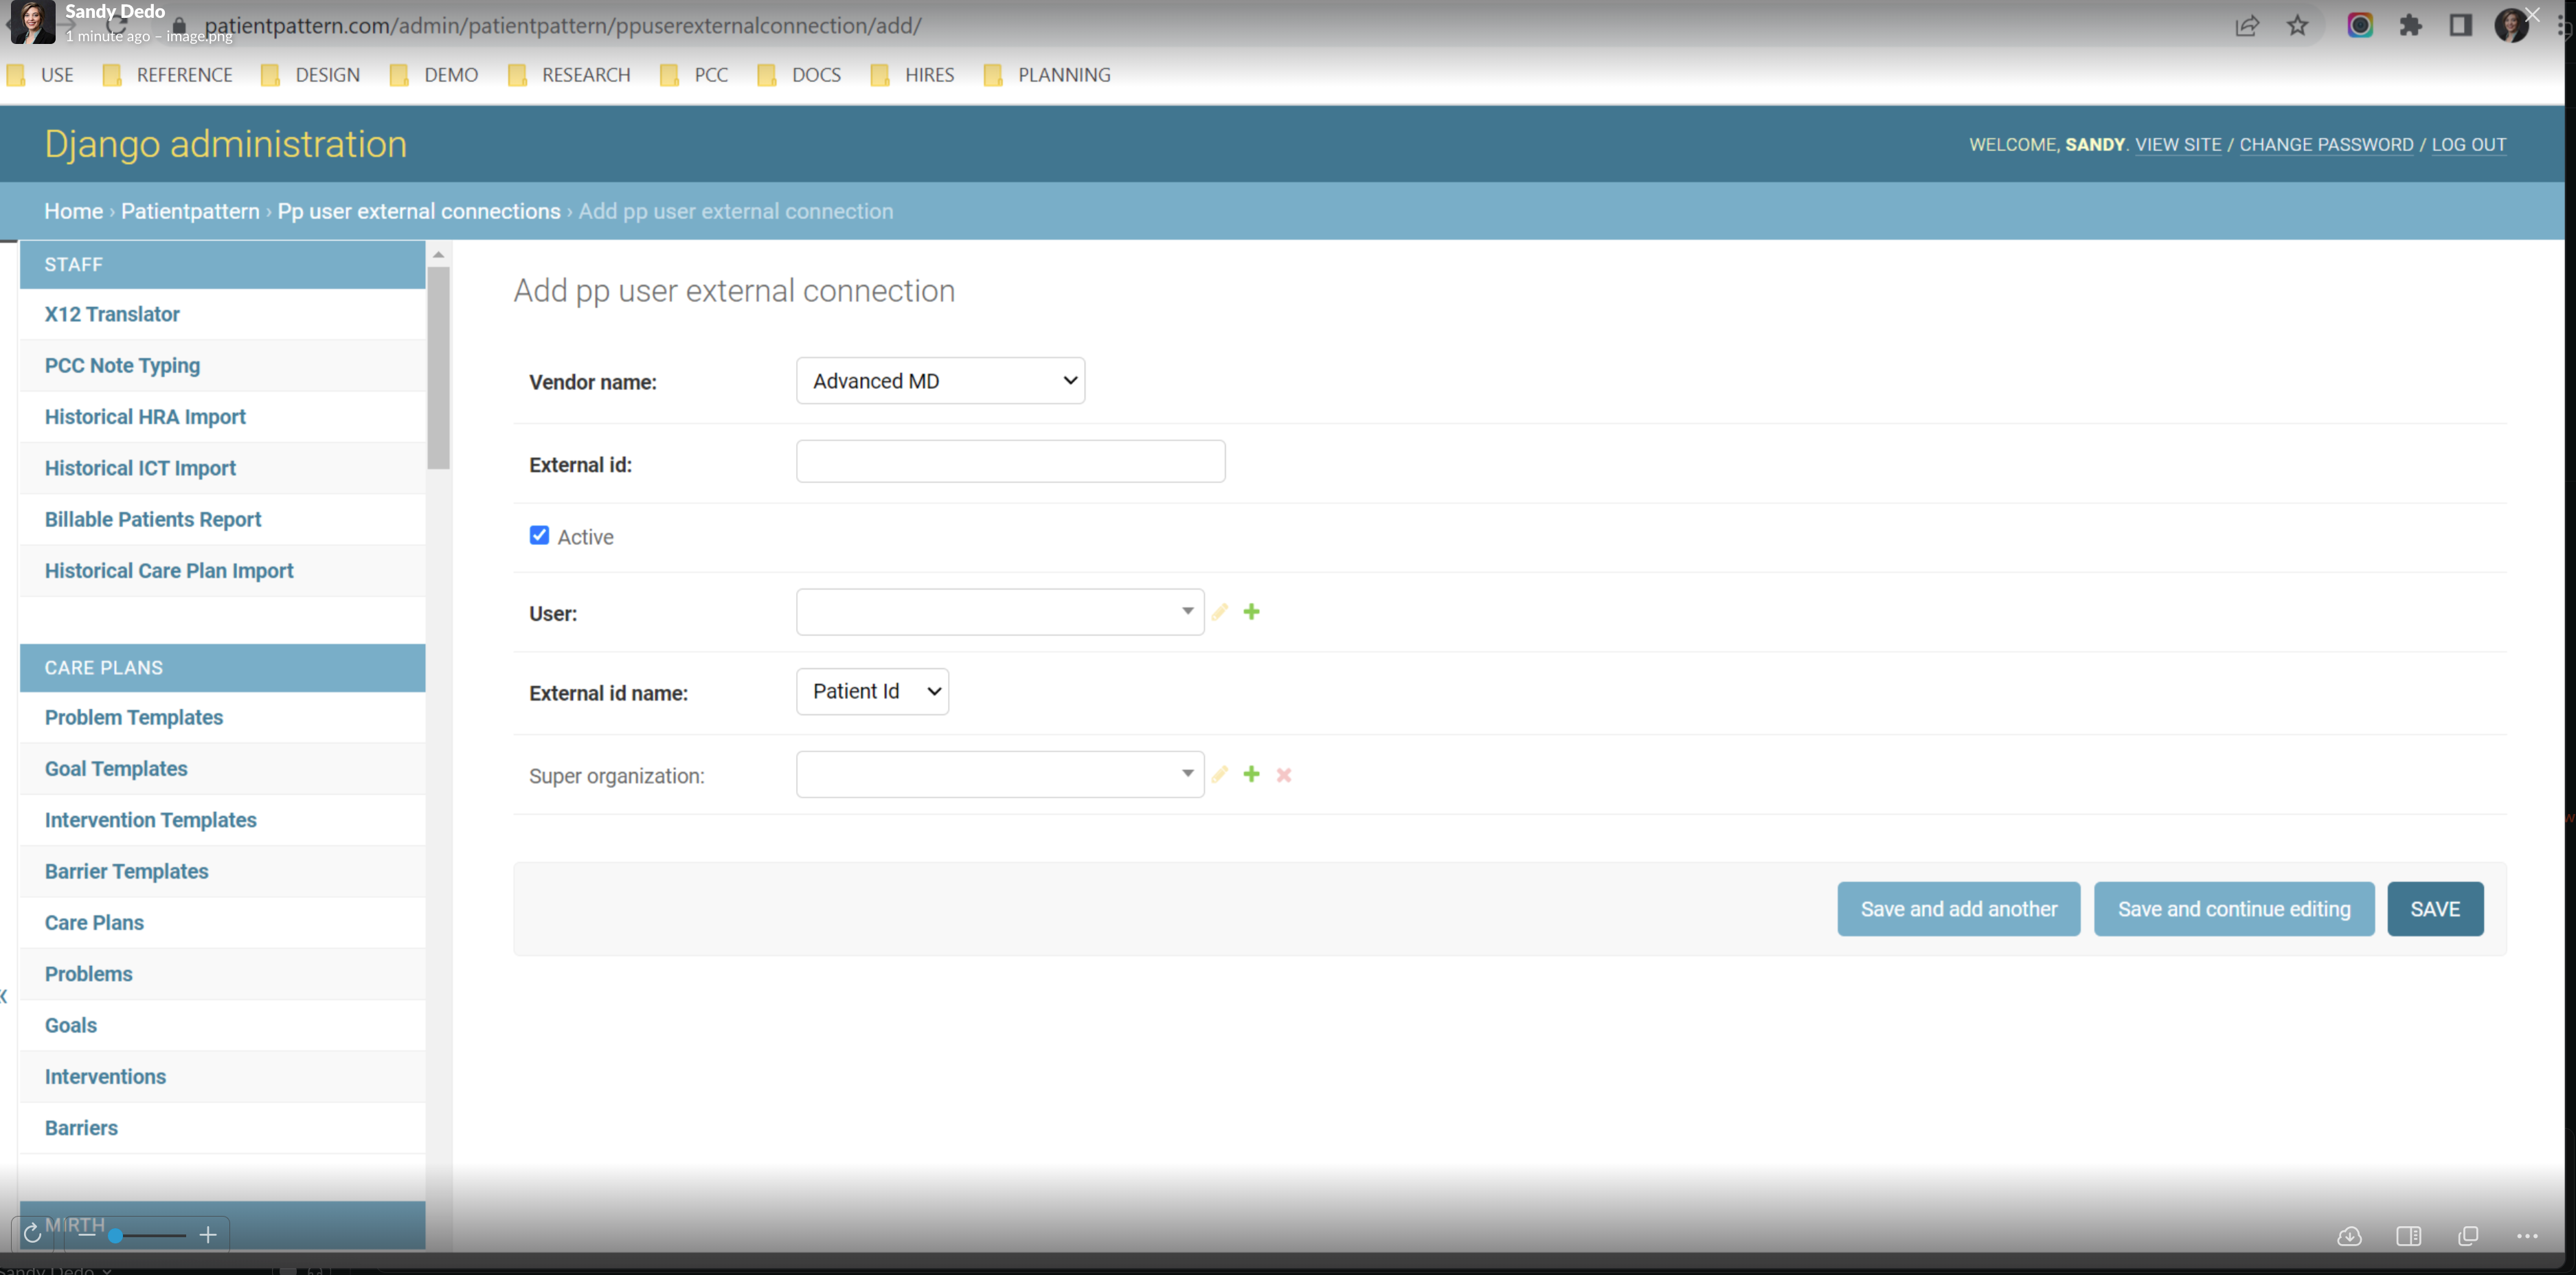 Sandy Dedo
1 minute ago – image.png
patientpattern.com/admin/patientpattern/ppuserexternalconnection/add/
USE REFERENCE DESIGN DEMO RESEARCH PCC DOCS HIRES PLANNING
Django administration
WELCOME, SANDY. VIEW SITE / CHANGE PASSWORD / LOG OUT
Home › Patientpattern › Pp user external connections › Add pp user external connection
STAFF
X12 Translator
PCC Note Typing
Historical HRA Import
Historical ICT Import
Billable Patients Report
Historical Care Plan Import
CARE PLANS
Problem Templates
Goal Templates
Intervention Templates
Barrier Templates
Care Plans
Problems
Goals
Interventions
Barriers
MIRTH
Add pp user external connection
Vendor name: Advanced MD
External id:
Active
User:
External id name: Patient Id
Super organization:
Save and add another Save and continue editing SAVE